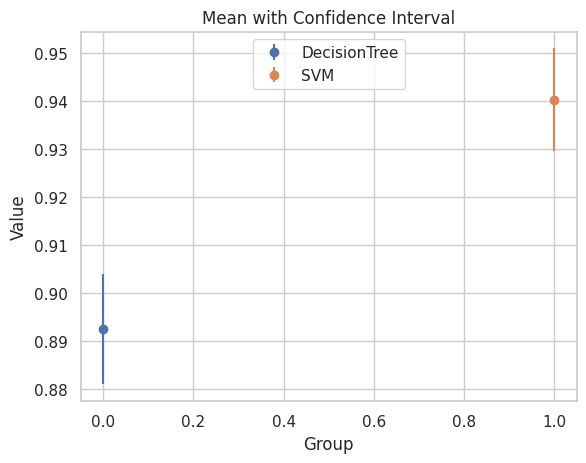 Mean with Confidence Interval
DecisionTree
SVM
0.95
0.94
0.93
0.92
0.91
0.90
0.89
0.88
Value
0.0 0.2 0.4 0.6 0.8 1.0
Group